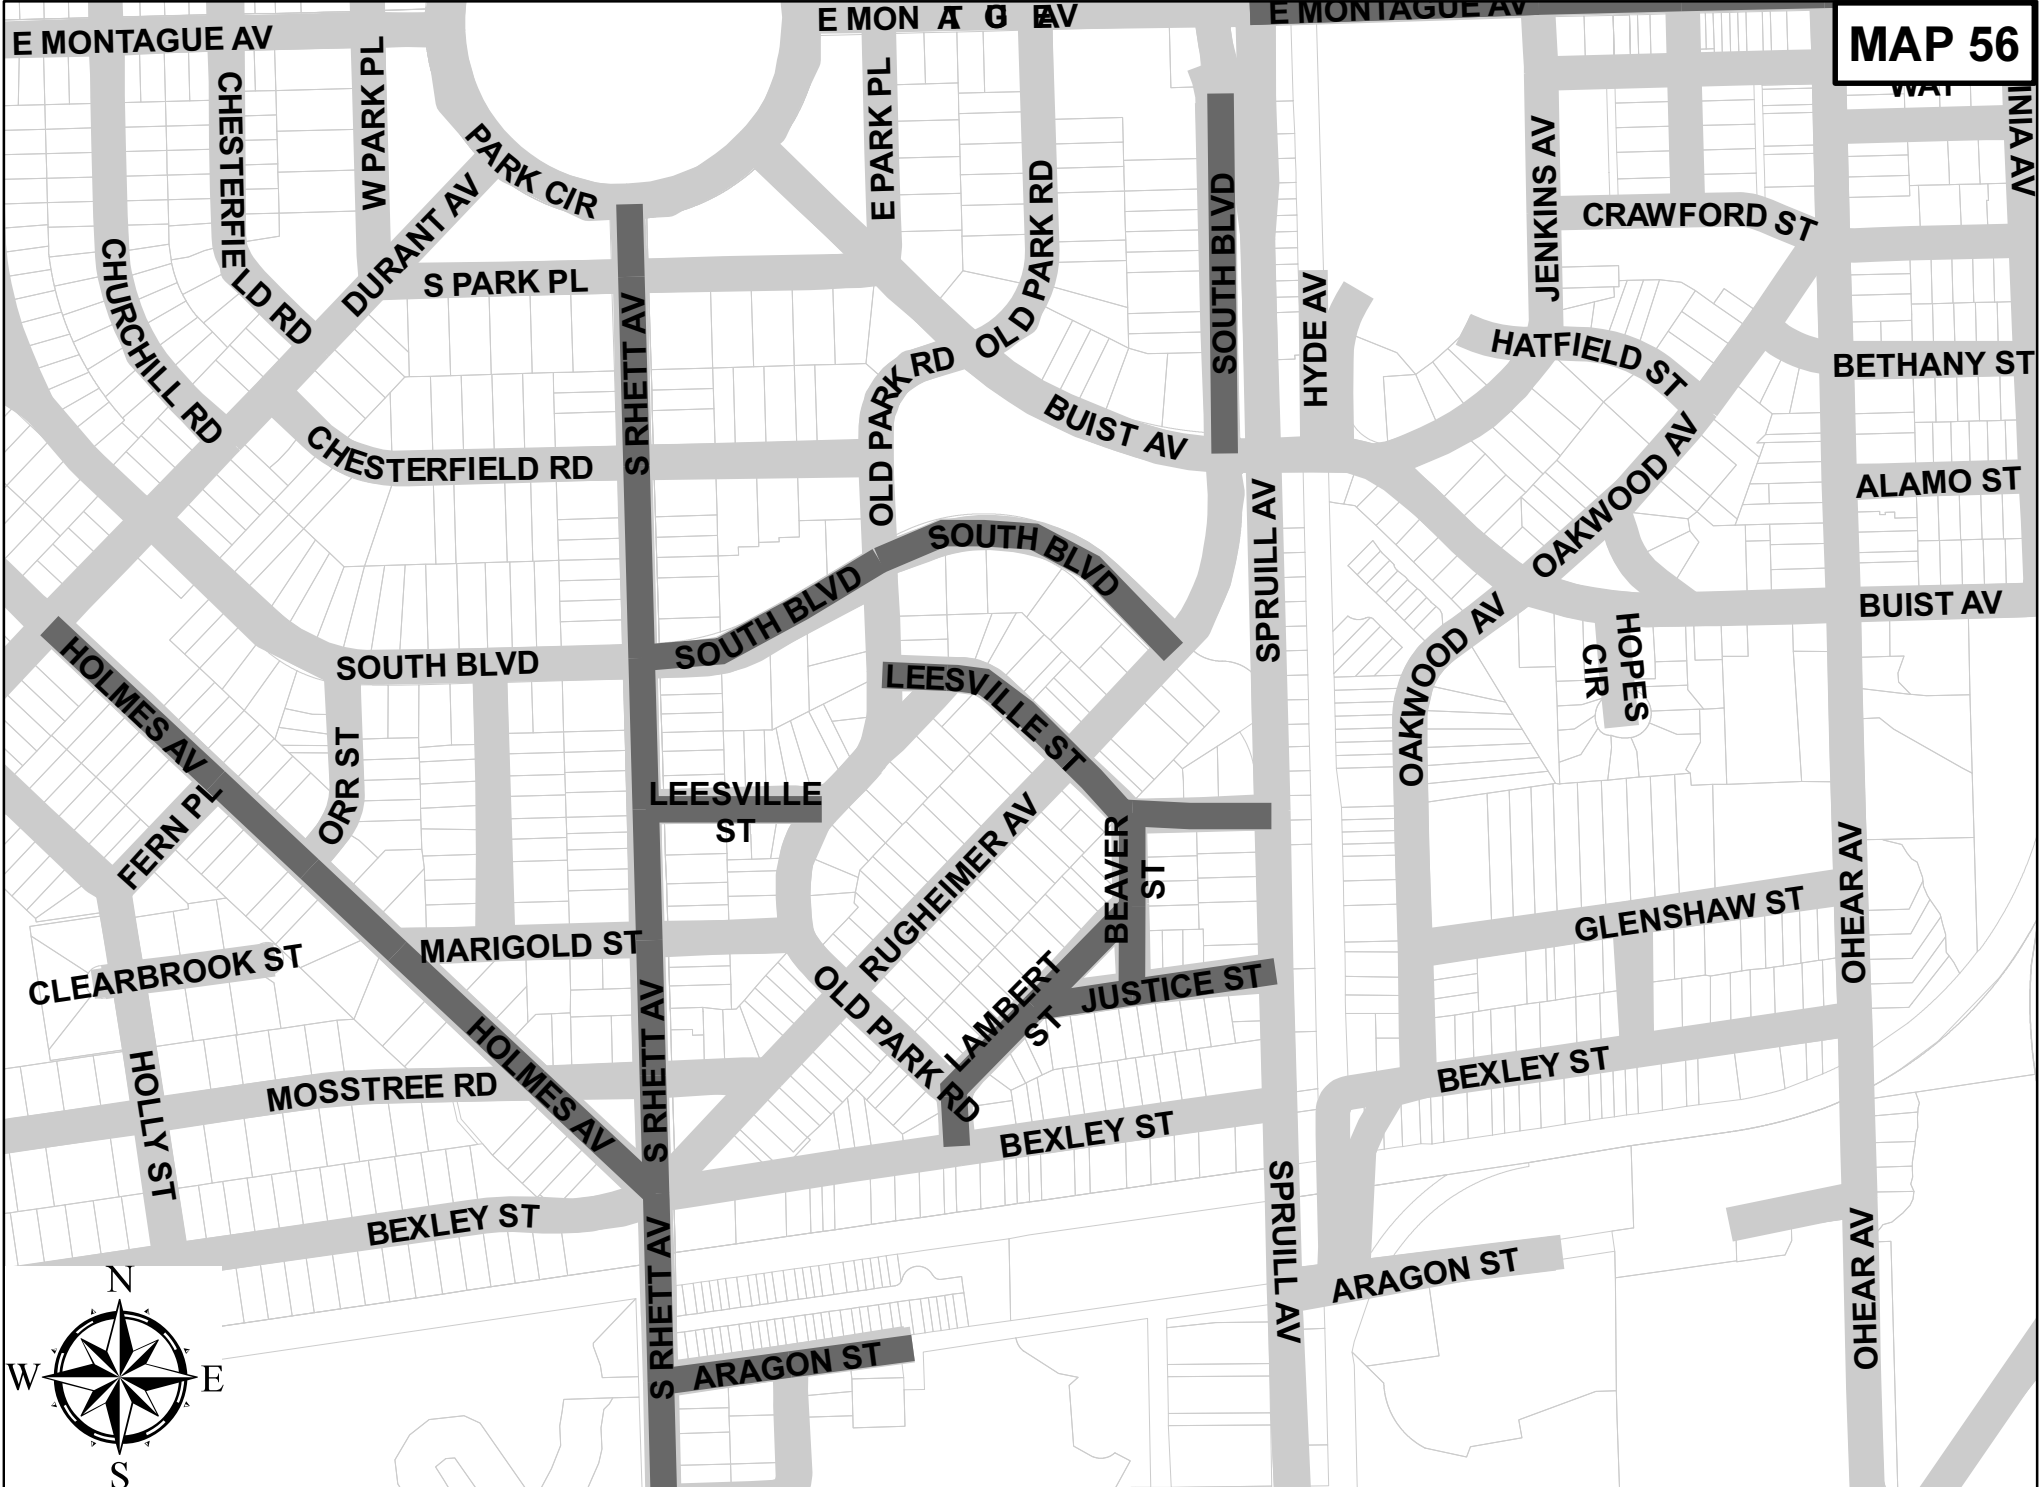 E MONTAGUE AV
E MON T A G E AV
E MONTAGUE AV
MAP 56
WAY
INIA AV
CHESTERFIELD RD
W PARK PL
PARK CIR
E PARK PL
OLD PARK RD
SOUTH BLVD
JENKINS AV
CRAWFORD ST
CHURCHILL RD
DURANT AV
S PARK PL
S RHETT AV
HYDE AV
HATFIELD ST
BETHANY ST
OLD PARK RD
BUIST AV
CHESTERFIELD RD
OAKWOOD AV
ALAMO ST
SPRUILL AV
SOUTH BLVD
SOUTH BLVD
SOUTH BLVD
OAKWOOD AV
BUIST AV
HOPES
CIR
HOLMES AV
LEESVILLE ST
ORR ST
LEESVILLE
ST
FERN PL
BEAVER
ST
RUGHEIMER AV
OHEAR AV
GLENSHAW ST
MARIGOLD ST
CLEARBROOK ST
OLD PARK RD
LAMBERT
ST
JUSTICE ST
S RHETT AV
HOLMES AV
HOLLY ST
MOSSTREE RD
BEXLEY ST
BEXLEY ST
BEXLEY ST
SPRUILL AV
S RHETT AV
ARAGON ST
OHEAR AV
ARAGON ST
N
W
E
S